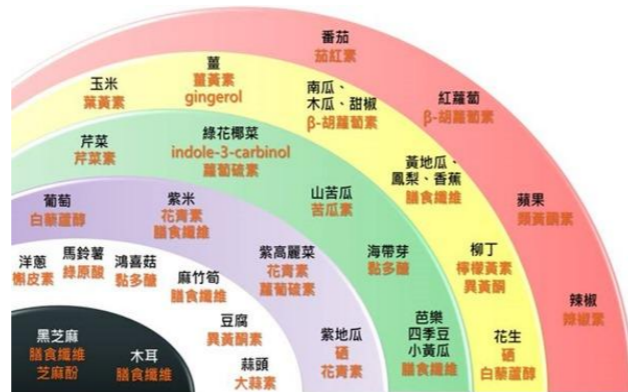 番茄
茄紅素
紅蘿蔔
β-胡蘿蔔素
蘋果
類黃酮素
辣椒
辣椒素
玉米
葉黃素
薑
薑黃素
gingerol
南瓜、
木瓜、甜椒
β-胡蘿蔔素
黃地瓜、
鳳梨、香蕉
膳食纖維
柳丁
檸檬黃素
異黃酮
花生
硒
白藜蘆醇
芹菜
芹菜素
綠花椰菜
indole-3-carbinol
蘿蔔硫素
山苦瓜
苦瓜素
海帶芽
黏多醣
芭樂
四季豆
小黃瓜
膳食纖維
葡萄
白藜蘆醇
紫米
花青素
膳食纖維
紫高麗菜
花青素
蘿蔔硫素
紫地瓜
硒
花青素
洋蔥
槲皮素
馬鈴薯
綠原酸
鴻喜菇
黏多醣
麻竹筍
膳食纖維
豆腐
異黃酮素
蒜頭
大蒜素
黑芝麻
膳食纖維
芝麻酚
木耳
膳食纖維